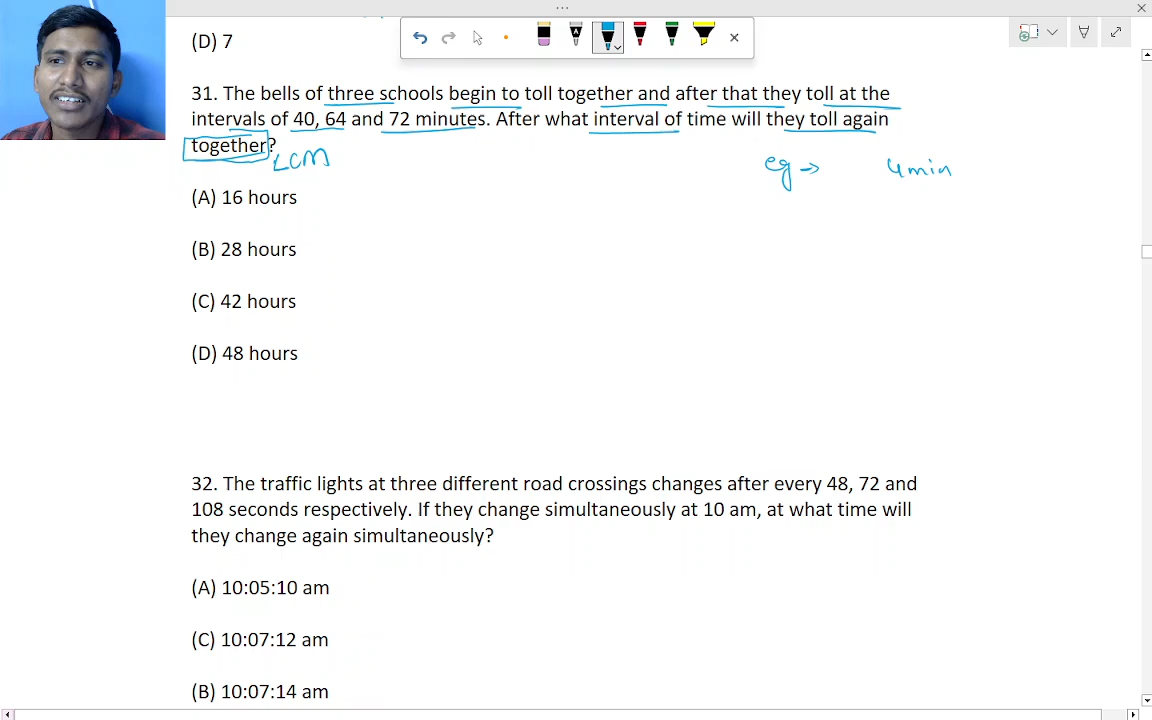 (D) 7
31. The bells of three schools begin to toll together and after that they toll at the
intervals of 40, 64 and 72 minutes. After what interval of time will they toll again
together?
LCM
eg → 4min
(A) 16 hours
(B) 28 hours
(C) 42 hours
(D) 48 hours
32. The traffic lights at three different road crossings changes after every 48, 72 and
108 seconds respectively. If they change simultaneously at 10 am, at what time will
they change again simultaneously?
(A) 10:05:10 am
(C) 10:07:12 am
(B) 10:07:14 am